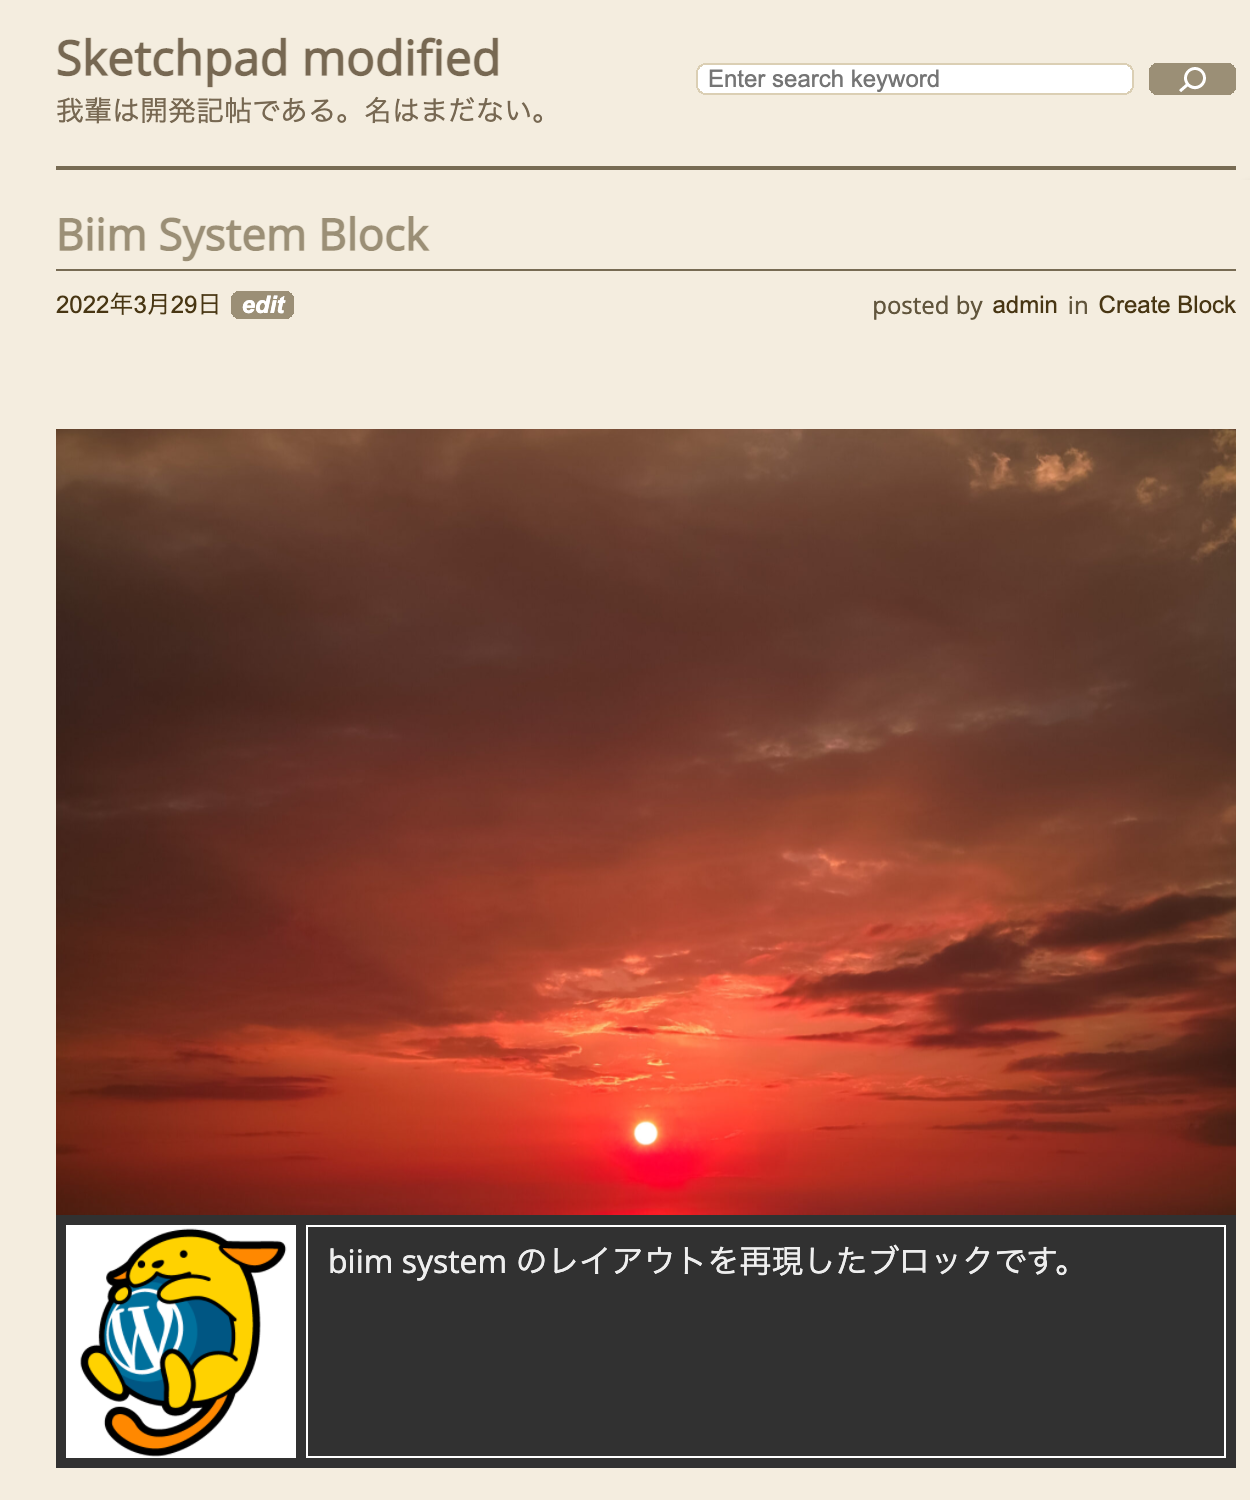 Sketchpad modified
我輩は開発記帖である。名はまだない。
Enter search keyword
Biim System Block
2022年3月29日 edit
posted by admin in Create Block
W
biim system のレイアウトを再現したブロックです。